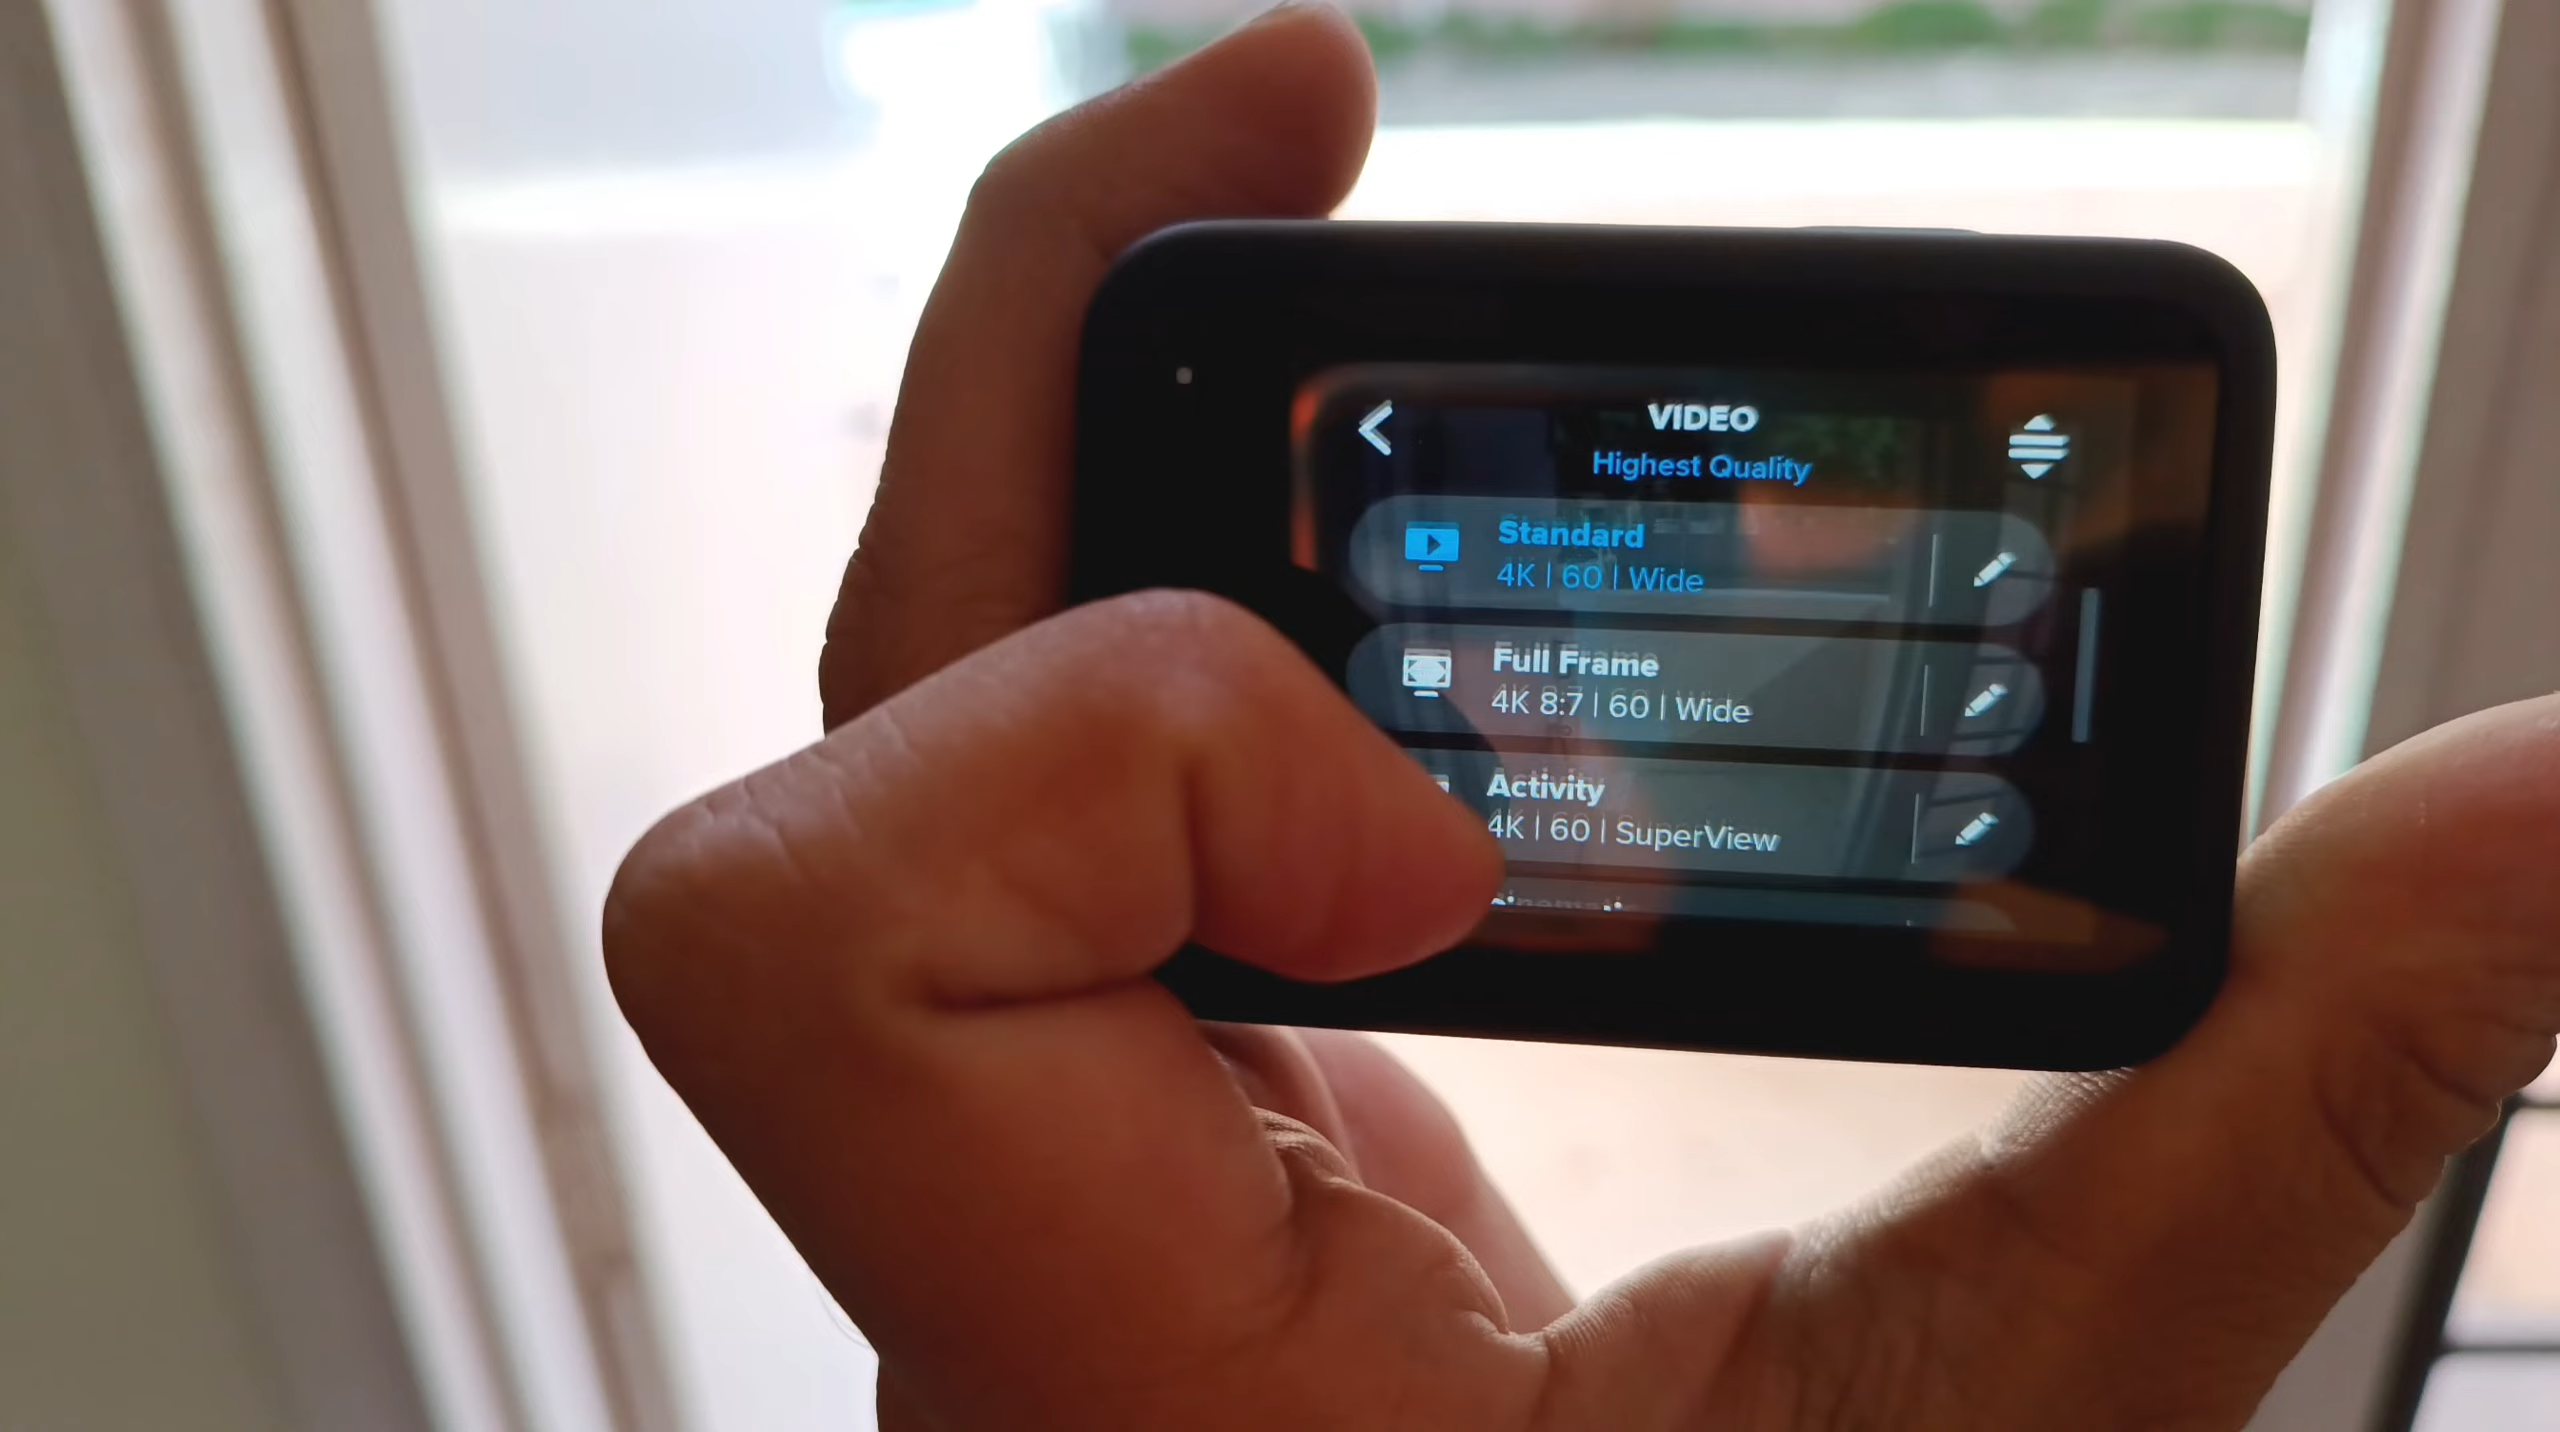 VIDEO
Highest Quality
Standard
4K | 60 | Wide
Full Frame
4K 8:7 | 60 | Wide
Activity
4K | 60 | SuperView